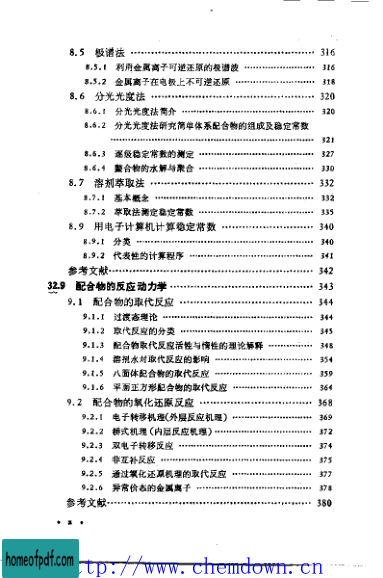 8.5 极谱法 …… 316
8.5.1 利用金属离子可逆还原的极谱波 …… 316
8.5.2 金属离子在电极上不可逆还原 …… 318
8.6 分光光度法 …… 320
8.6.1 分光光度法简介 …… 320
8.6.2 分光光度法研究简单体系配合物的组成及稳定常数
…… 321
8.6.3 逐级稳定常数的测定 …… 327
8.6.4 螯合物的水解与聚合 …… 330
8.7 溶剂萃取法 …… 332
8.7.1 基本概念 …… 332
8.7.2 萃取法测定稳定常数 …… 335
8.9 用电子计算机计算稳定常数 …… 340
8.9.1 分类 …… 340
8.9.2 代表性的计算程序 …… 341
参考文献 …… 342
32.9 配合物的反应动力学 …… 343
9.1 配合物的取代反应 …… 344
9.1.1 过渡态理论 …… 344
9.1.2 取代反应的分类 …… 345
9.1.3 配合物取代反应活性与惰性的理论解释 …… 348
9.1.4 溶剂水对取代反应的影响 …… 354
9.1.5 八面体配合物的取代反应 …… 359
9.1.6 平面正方形配合物的取代反应 …… 364
9.2 配合物的氧化还原反应 …… 368
9.2.1 电子转移机理(外层反应机理) …… 369
9.2.2 桥式机理(内层反应机理) …… 372
9.2.3 双电子转移反应 …… 374
9.2.4 非互补反应 …… 375
9.2.5 通过氧化还原机理的取代反应 …… 377
9.2.6 异常价态的金属离子 …… 378
参考文献 …… 380
homeofpdf.com
tp://www.chemdown.cn